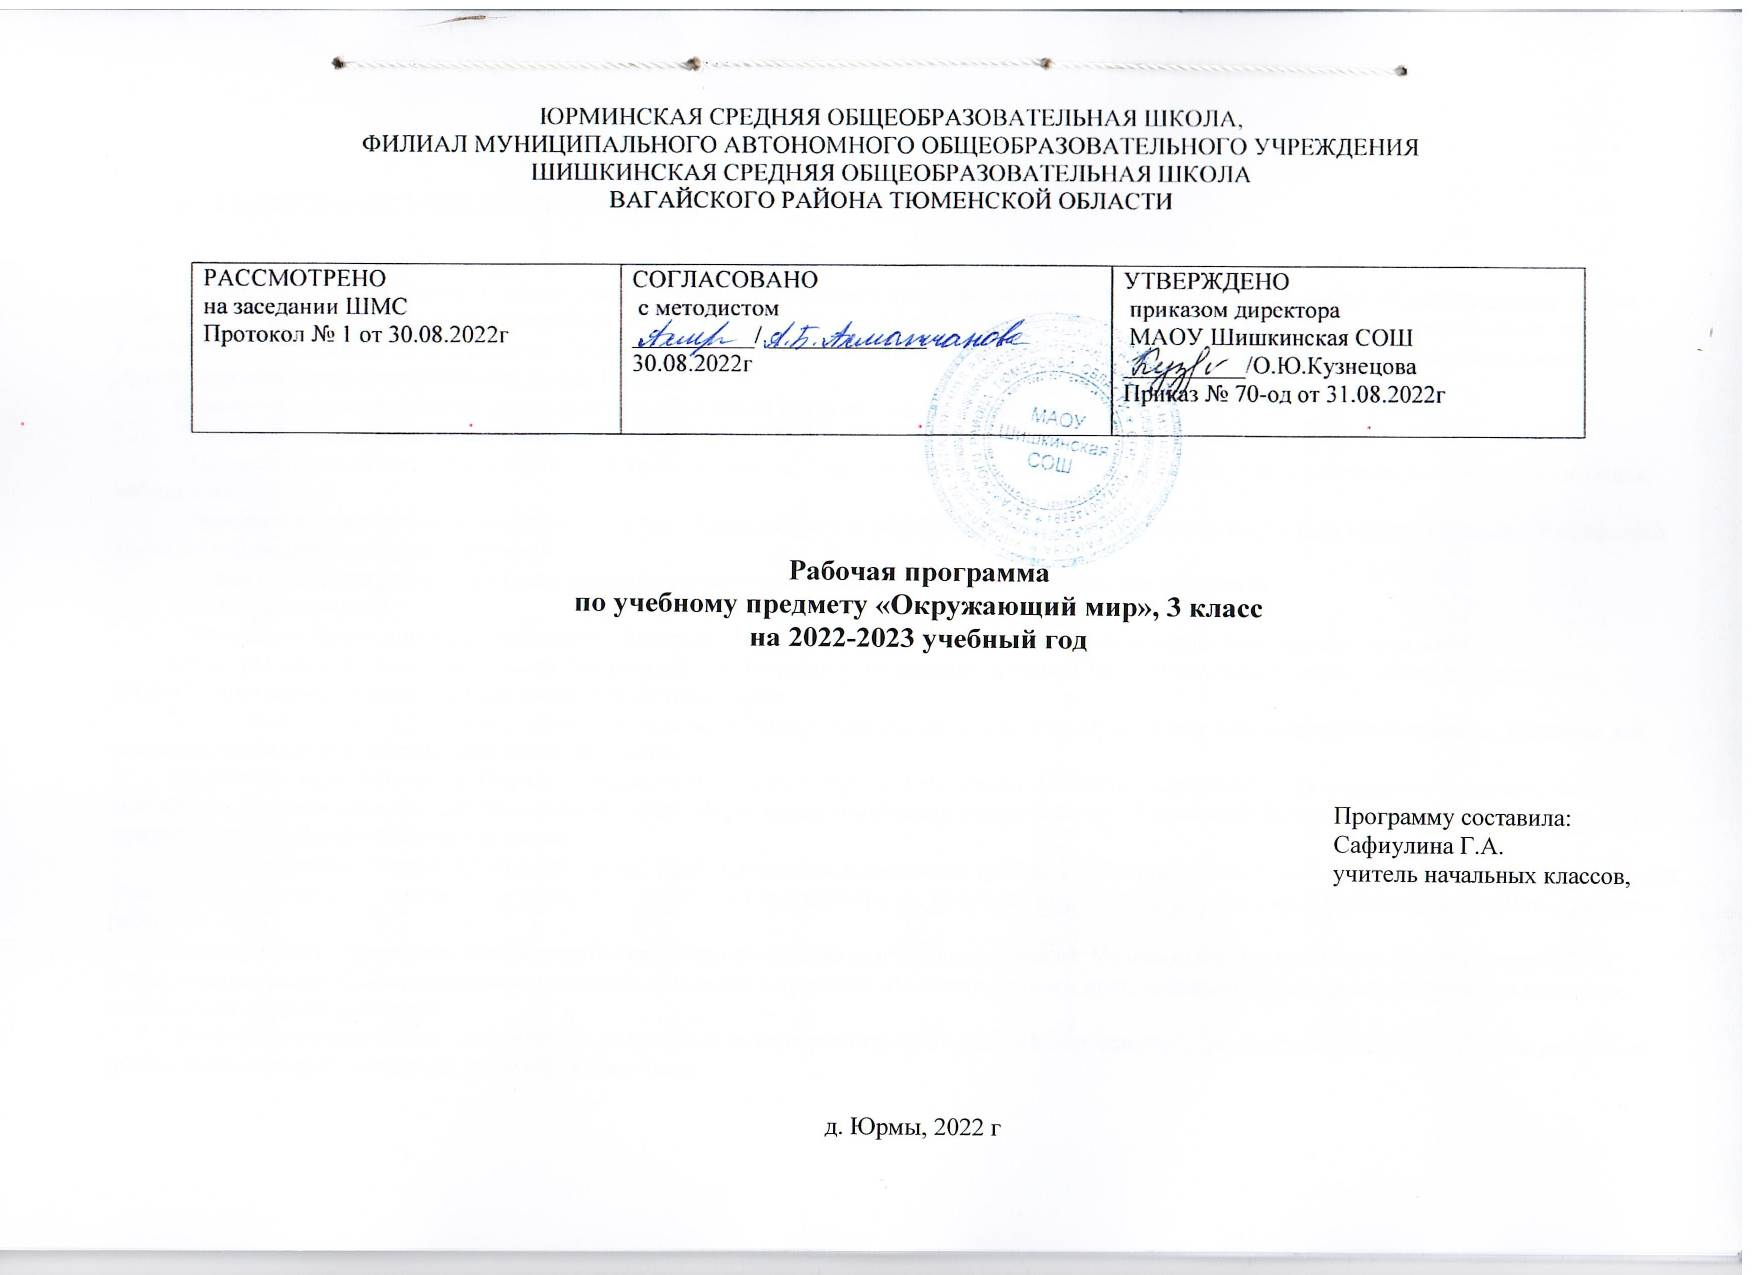 ЮРМИНСКАЯ СРЕДНЯЯ ОБЩЕОБРАЗОВАТЕЛЬНАЯ ШКОЛА,
ФИЛИАЛ МУНИЦИПАЛЬНОГО АВТОНОМНОГО ОБЩЕОБРАЗОВАТЕЛЬНОГО УЧРЕЖДЕНИЯ
ШИШКИНСКАЯ СРЕДНЯЯ ОБЩЕОБРАЗОВАТЕЛЬНАЯ ШКОЛА
ВАГАЙСКОГО РАЙОНА ТЮМЕНСКОЙ ОБЛАСТИ
РАССМОТРЕНО
на заседании ШМС
Протокол № 1 от 30.08.2022г
СОГЛАСОВАНО
с методистом
/ А.Б.
30.08.2022г
УТВЕРЖДЕНО
приказом директора
МАОУ Шишкинская СОШ
/О.Ю.Кузнецова
Приказ № 70-од от 31.08.2022г
МАОУ
Шишкинская
СОШ
Рабочая программа
по учебному предмету «Окружающий мир», 3 класс
на 2022-2023 учебный год
Программу составила:
Сафиулина Г.А.
учитель начальных классов,
д. Юрмы, 2022 г